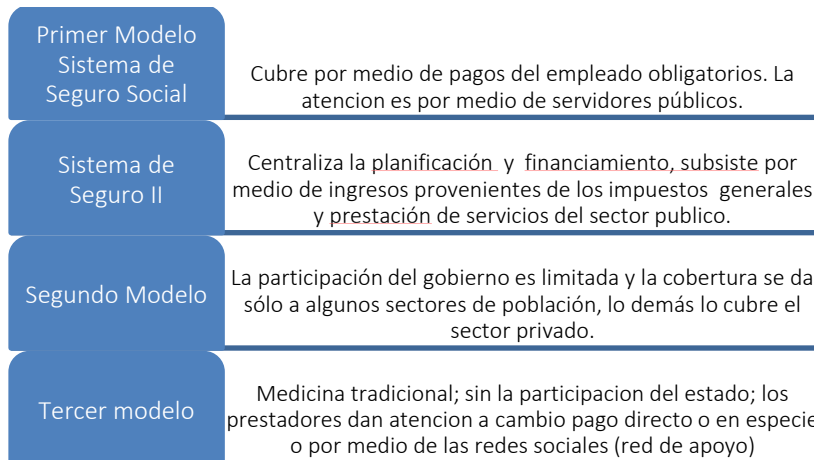 Primer Modelo
Sistema de
Seguro Social
Cubre por medio de pagos del empleado obligatorios. La
atencion es por medio de servidores públicos.
Sistema de
Seguro II
Centraliza la planificación y financiamiento, subsiste por
medio de ingresos provenientes de los impuestos generales
y prestación de servicios del sector publico.
Segundo Modelo
La participación del gobierno es limitada y la cobertura se da
sólo a algunos sectores de población, lo demás lo cubre el
sector privado.
Tercer modelo
Medicina tradicional; sin la participacion del estado; los
prestadores dan atencion a cambio pago directo o en especie
o por medio de las redes sociales (red de apoyo)